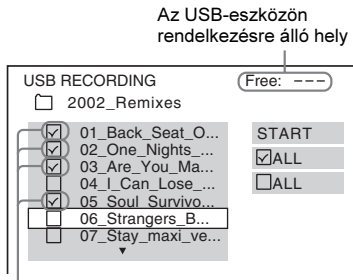 Az USB-eszközön
rendelkezésre álló hely
USB RECORDING
Free: ---
2002_Remixes
01_Back_Seat_O...
02_One_Nights_...
03_Are_You_Ma...
04_I_Can_Lose_...
05_Soul_Survivo...
06_Strangers_B...
07_Stay_maxi_ve...
START
ALL
ALL